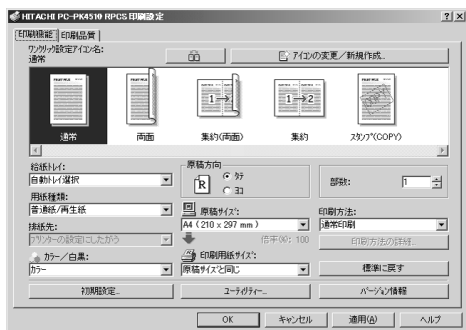 HITACHI PC-PK4510 RPCS 印刷設定
印刷機能 印刷品質
ワンクリック設定アイコン名:
通常
アイコンの変更/新規作成...
通常 両面 集約(両面) 集約 スタンプ(COPY)
給紙トレイ:
自動トレイ選択
用紙種類:
普通紙/再生紙
排紙先:
プリンターの設定にしたがう
カラー/白黒:
カラー
原稿方向
タテ
ヨコ
原稿サイズ:
A4 ( 210 x 297 mm )
倍率(%): 100
印刷用紙サイズ:
原稿サイズと同じ
部数: 1
印刷方法:
通常印刷
印刷方法の詳細...
標準に戻す
初期設定... ユーティリティー... バージョン情報
OK キャンセル 適用(A) ヘルプ